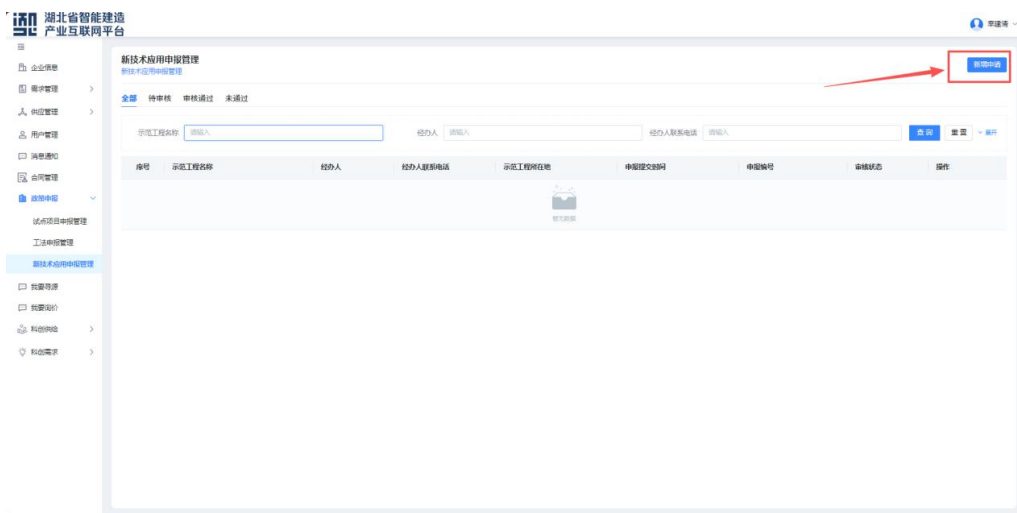 湖北省智能建造
产业互联网平台
企业信息
需求管理
供应管理
用户管理
消息通知
合同管理
政策申报
试点项目申报管理
工法申报管理
新技术应用申报管理
我要寻源
我要询价
科创供给
科创需求
新技术应用申报管理
新技术应用申报管理
新增申请
全部 待审核 审核通过 未通过
示范工程名称 请输入 经办人 请输入 经办人联系电话 请输入 查询 重置 展开
序号 示范工程名称 经办人 经办人联系电话 示范工程所在地 申报提交时间 申报编号 审核状态 操作
暂无数据